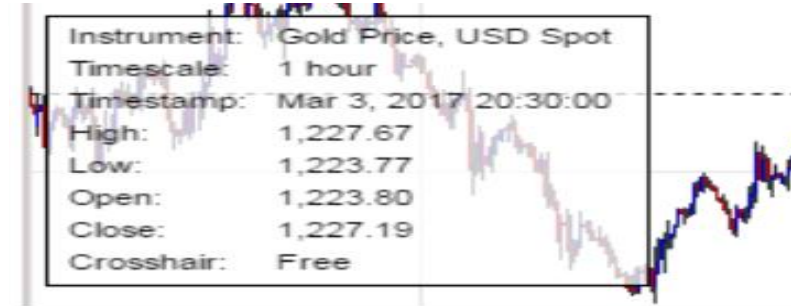 Instrument: Gold Price, USD Spot
Timescale: 1 hour
Timestamp: Mar 3, 2017 20:30:00
High: 1,227.67
Low: 1,223.77
Open: 1,223.80
Close: 1,227.19
Crosshair: Free